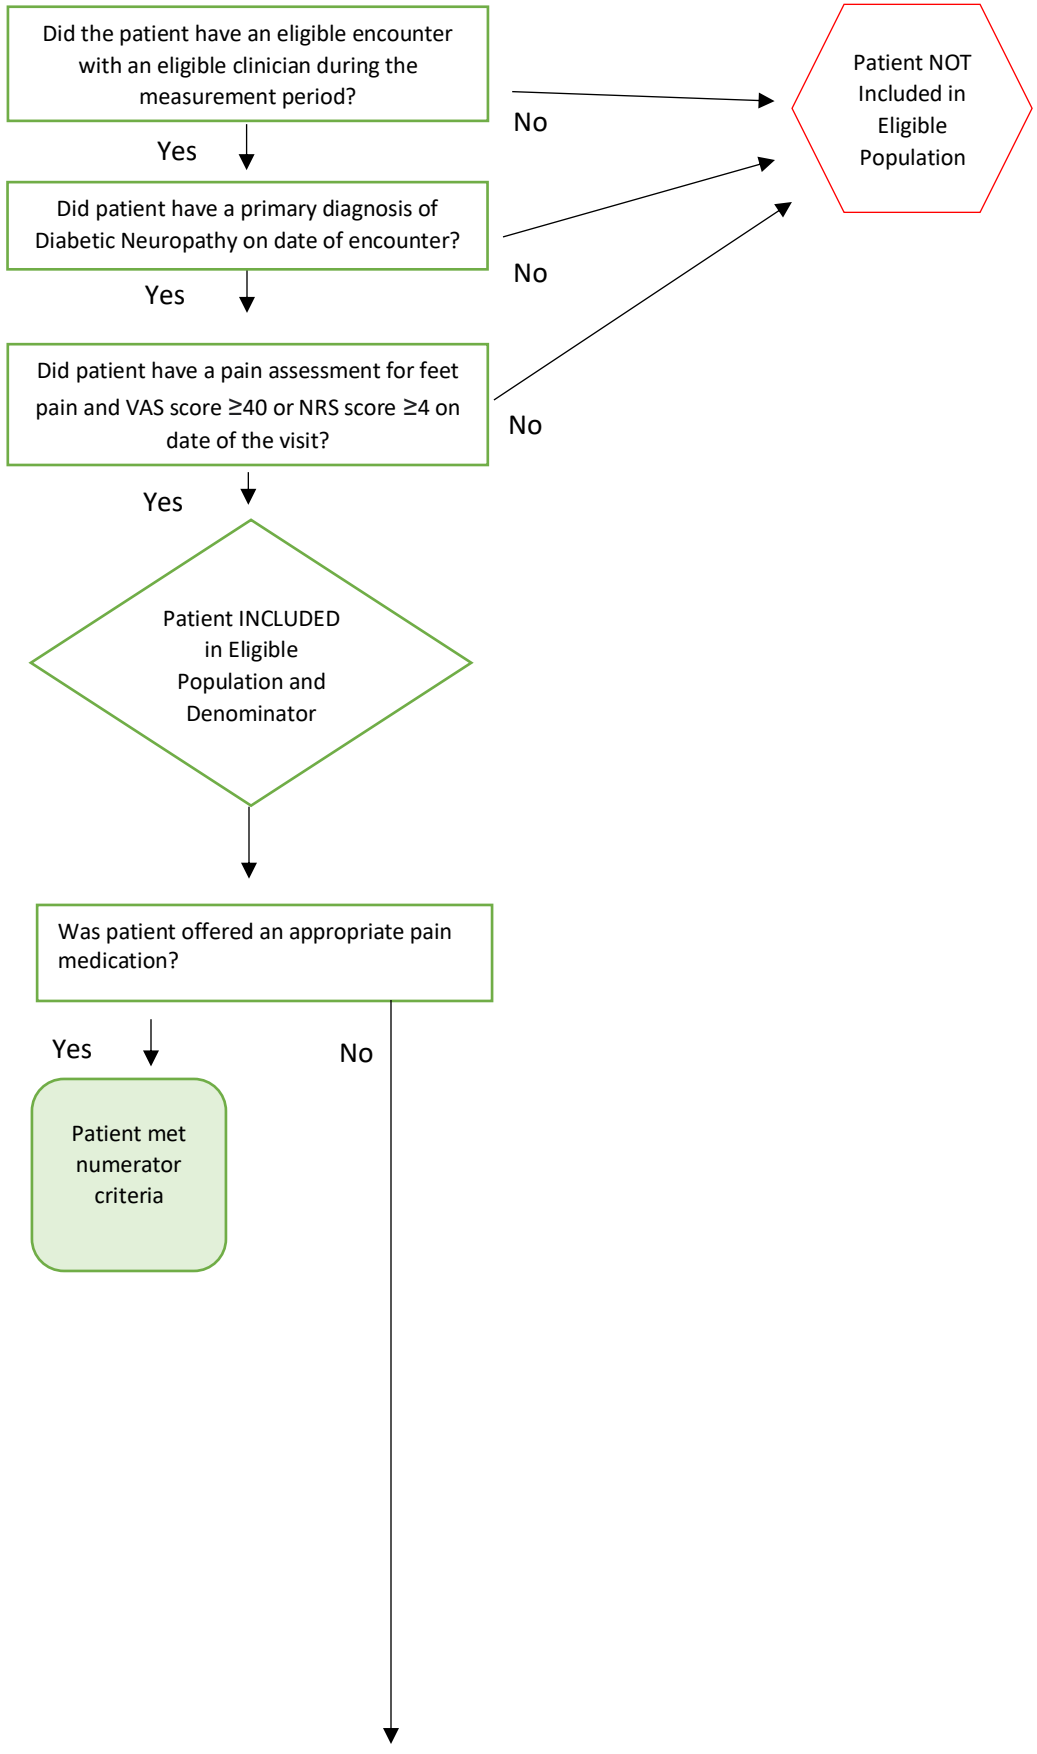 Did the patient have an eligible encounter
with an eligible clinician during the
measurement period?
Patient NOT
Included in
Eligible
Population
No
Yes
Did patient have a primary diagnosis of
Diabetic Neuropathy on date of encounter?
No
Yes
Did patient have a pain assessment for feet
pain and VAS score ≥40 or NRS score ≥4 on
date of the visit?
No
Yes
Patient INCLUDED
in Eligible
Population and
Denominator
Was patient offered an appropriate pain
medication?
Yes
No
Patient met
numerator
criteria